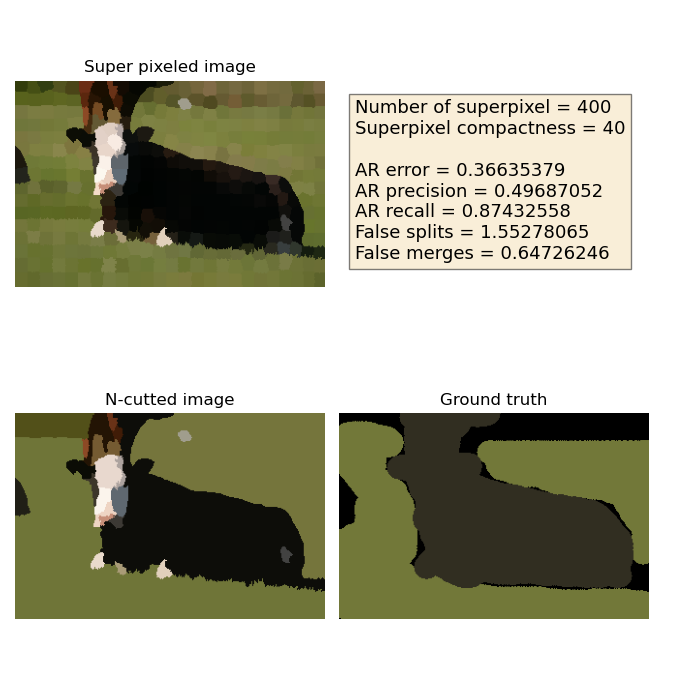 Super pixeled image
Number of superpixel = 400
Superpixel compactness = 40
AR error = 0.36635379
AR precision = 0.49687052
AR recall = 0.87432558
False splits = 1.55278065
False merges = 0.64726246
N-cutted image
Ground truth